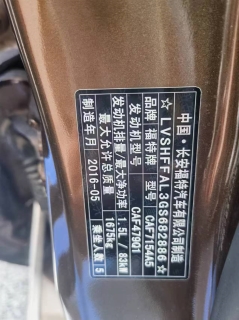 中国·长安福特汽车有限公司制造
★LVSHFFAL3GS682886★
品牌 福特牌 型号 CAF7154A5
发动机型号 CAF479Q1
发动机排量/最大净功率 1.5L / 83kW
最大允许总质量 1675kg
制造年月 2016-05 乘坐人数 5